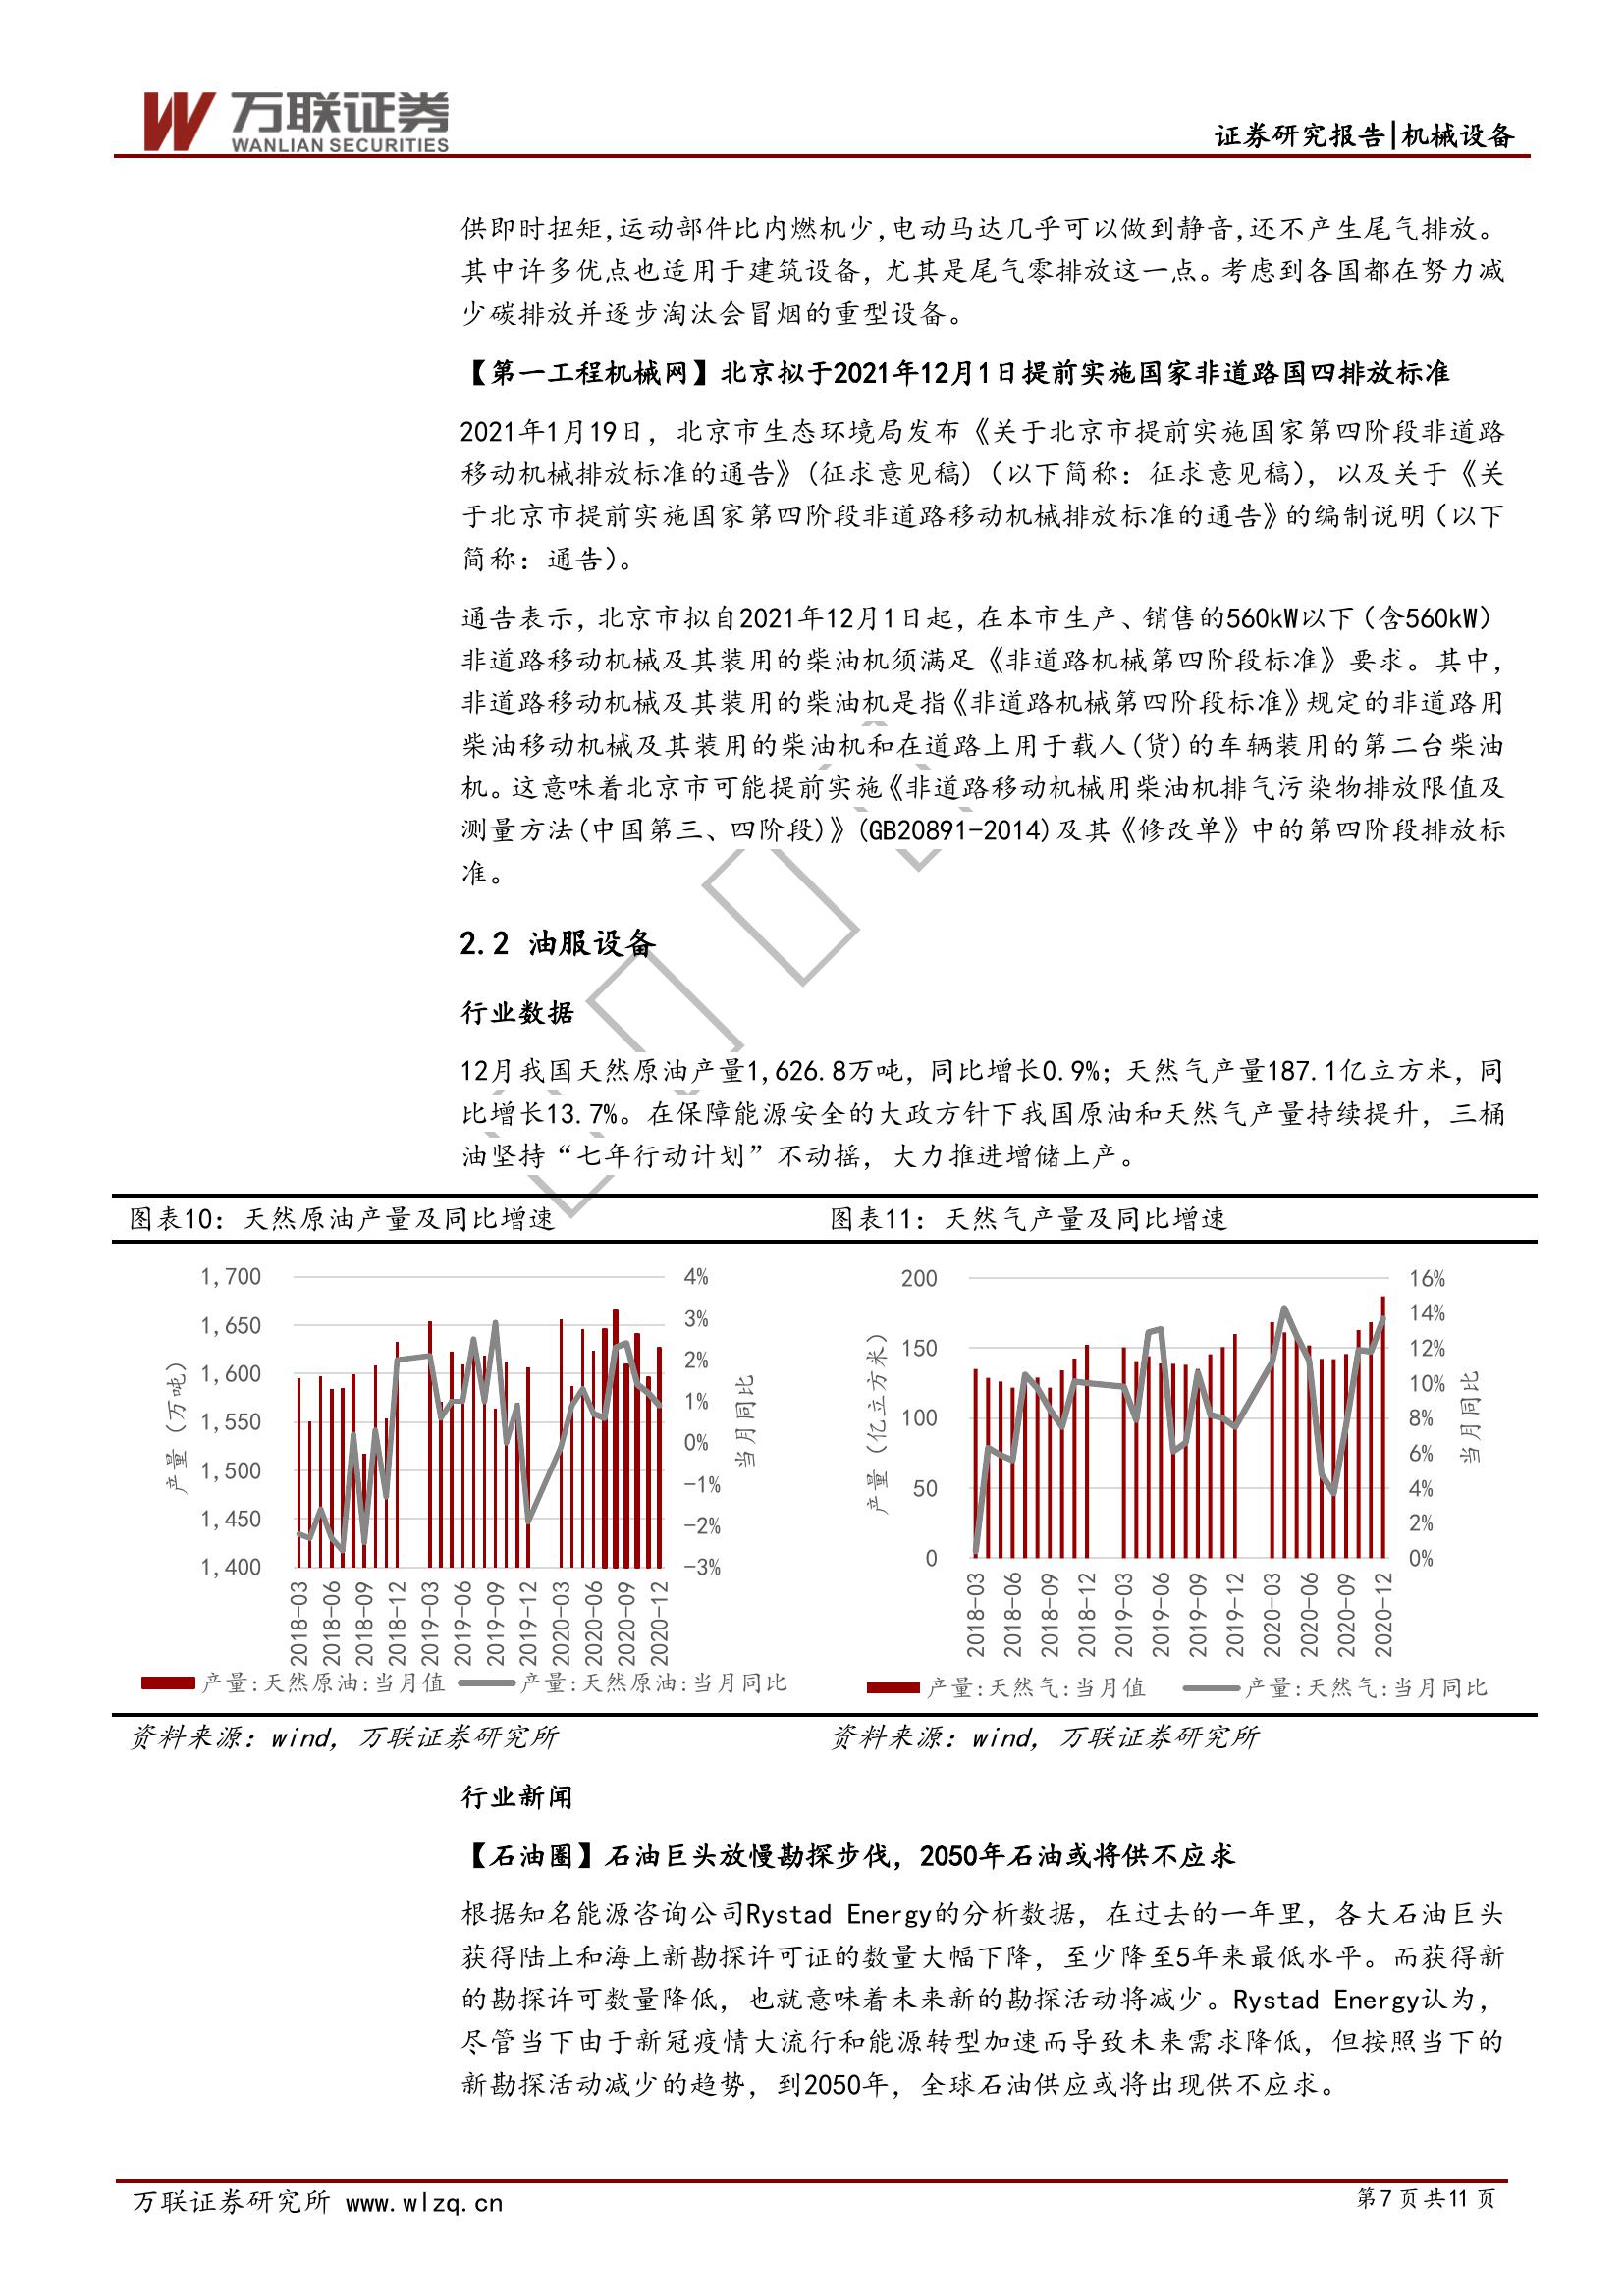 万联证券
WANLIAN SECURITIES
证券研究报告|机械设备
供即时扭矩,运动部件比内燃机少,电动马达几乎可以做到静音,还不产生尾气排放。
其中许多优点也适用于建筑设备，尤其是尾气零排放这一点。考虑到各国都在努力减
少碳排放并逐步淘汰会冒烟的重型设备。
【第一工程机械网】北京拟于2021年12月1日提前实施国家非道路国四排放标准
2021年1月19日，北京市生态环境局发布《关于北京市提前实施国家第四阶段非道路
移动机械排放标准的通告》(征求意见稿)（以下简称：征求意见稿），以及关于《关
于北京市提前实施国家第四阶段非道路移动机械排放标准的通告》的编制说明（以下
简称：通告）。
通告表示，北京市拟自2021年12月1日起，在本市生产、销售的560kW以下（含560kW）
非道路移动机械及其装用的柴油机须满足《非道路机械第四阶段标准》要求。其中，
非道路移动机械及其装用的柴油机是指《非道路机械第四阶段标准》规定的非道路用
柴油移动机械及其装用的柴油机和在道路上用于载人(货)的车辆装用的第二台柴油
机。这意味着北京市可能提前实施《非道路移动机械用柴油机排气污染物排放限值及
测量方法(中国第三、四阶段)》(GB20891-2014)及其《修改单》中的第四阶段排放标
准。
2.2 油服设备
行业数据
12月我国天然原油产量1,626.8万吨，同比增长0.9%；天然气产量187.1亿立方米，同
比增长13.7%。在保障能源安全的大政方针下我国原油和天然气产量持续提升，三桶
油坚持“七年行动计划”不动摇，大力推进增储上产。
图表10：天然原油产量及同比增速
1,700
1,650
1,600
1,550
1,500
1,450
1,400
产量（万吨）
4%
3%
2%
1%
0%
-1%
-2%
-3%
当月同比
2018-03
2018-06
2018-09
2018-12
2019-03
2019-06
2019-09
2019-12
2020-03
2020-06
2020-09
2020-12
产量:天然原油:当月值 产量:天然原油:当月同比
资料来源：wind，万联证券研究所
图表11：天然气产量及同比增速
200
150
100
50
0
产量（亿立方米）
16%
14%
12%
10%
8%
6%
4%
2%
0%
当月同比
2018-03
2018-06
2018-09
2018-12
2019-03
2019-06
2019-09
2019-12
2020-03
2020-06
2020-09
2020-12
产量:天然气:当月值 产量:天然气:当月同比
资料来源：wind，万联证券研究所
行业新闻
【石油圈】石油巨头放慢勘探步伐，2050年石油或将供不应求
根据知名能源咨询公司Rystad Energy的分析数据，在过去的一年里，各大石油巨头
获得陆上和海上新勘探许可证的数量大幅下降，至少降至5年来最低水平。而获得新
的勘探许可数量降低，也就意味着未来新的勘探活动将减少。Rystad Energy认为，
尽管当下由于新冠疫情大流行和能源转型加速而导致未来需求降低，但按照当下的
新勘探活动减少的趋势，到2050年，全球石油供应或将出现供不应求。
万联证券研究所 www.wlzq.cn
第7页共11页